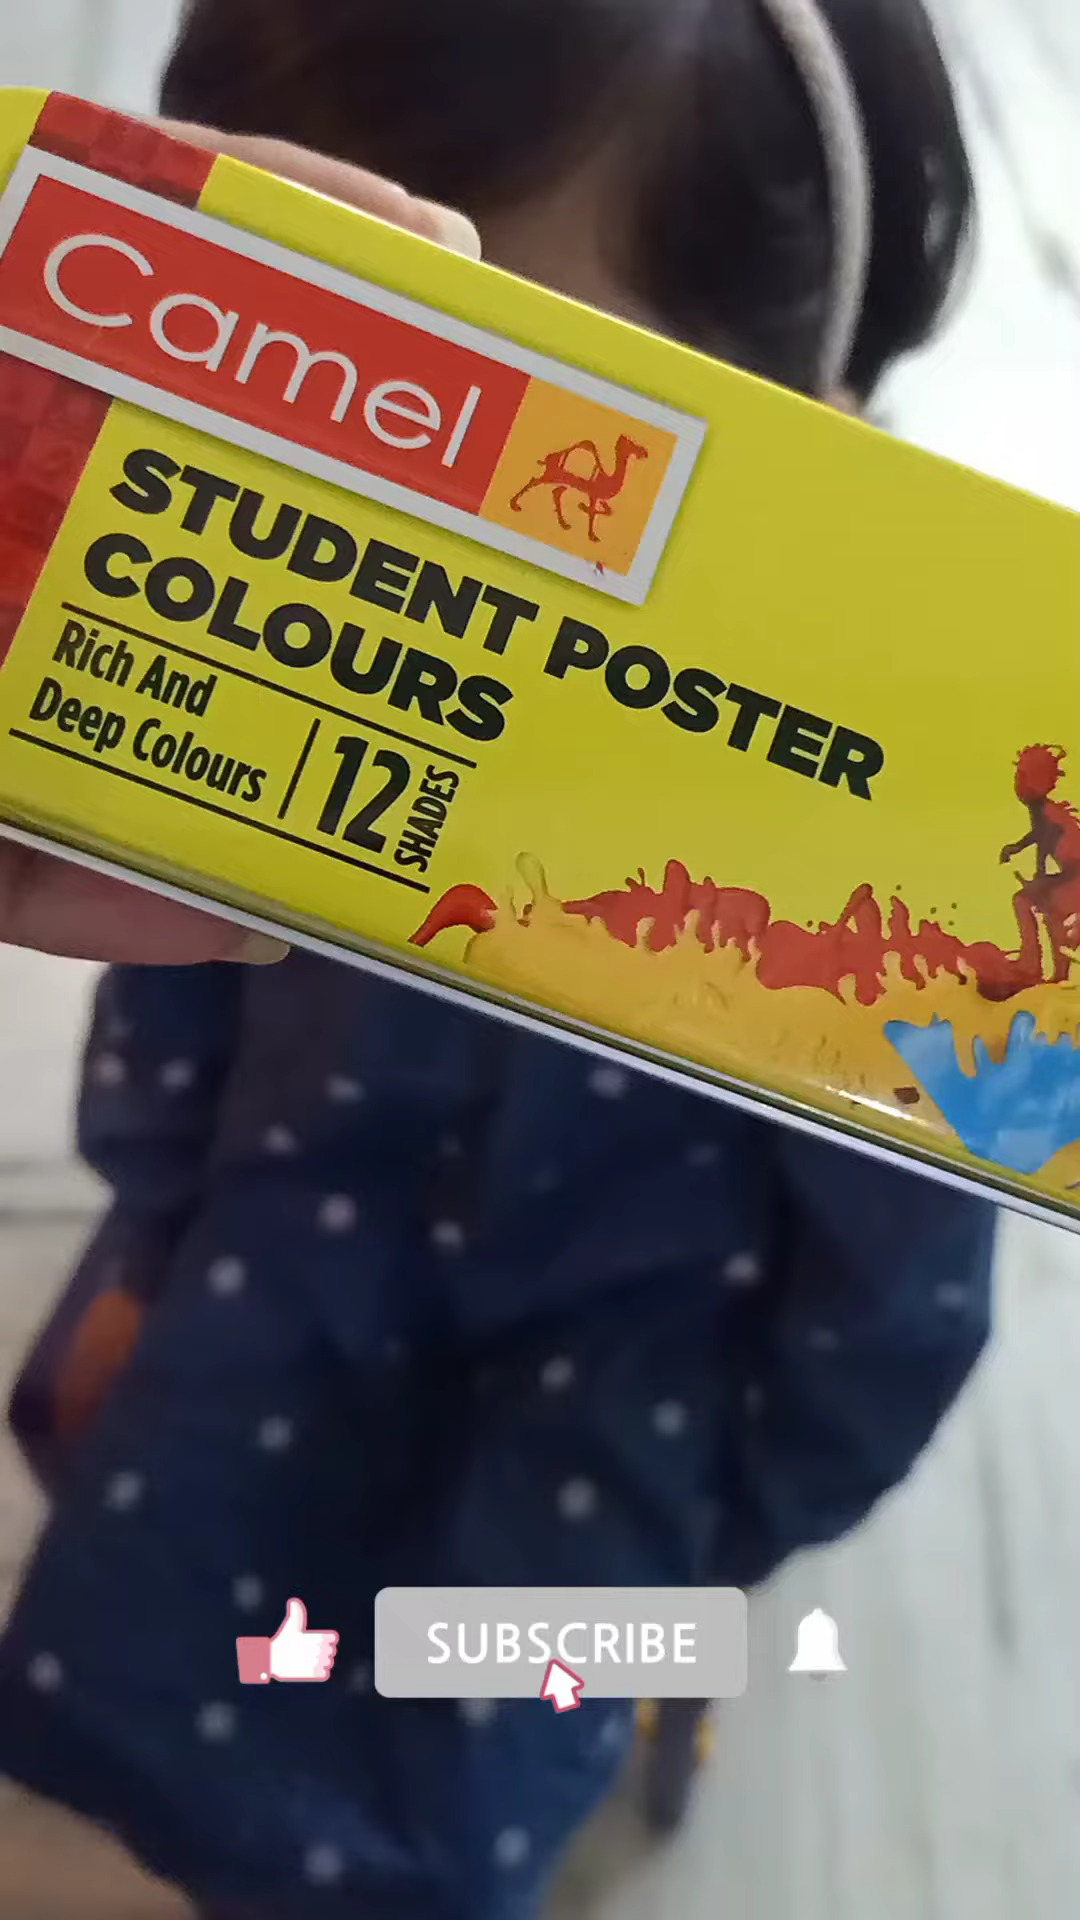 Camel
STUDENT POSTER
COLOURS
Rich And
Deep Colours
12
SHADES
SUBSCRIBE